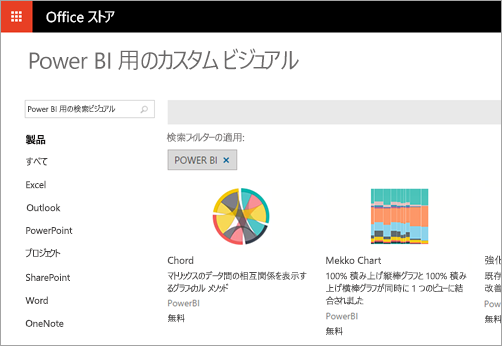 Office ストア
Power BI 用のカスタム ビジュアル
Power BI 用の検索ビジュアル
製品
すべて
Excel
Outlook
PowerPoint
プロジェクト
SharePoint
Word
OneNote
検索フィルターの適用:
POWER BI ×
Chord
マトリックスのデータ間の相互関係を表示す
るグラフカル メソッド
PowerBI
無料
Mekko Chart
100% 積み上げ縦棒グラフと 100% 積み
上げ横棒グラフが同時に 1 つのビューに結
合されました
PowerBI
無料
強化
既存
改善
Pow
無料